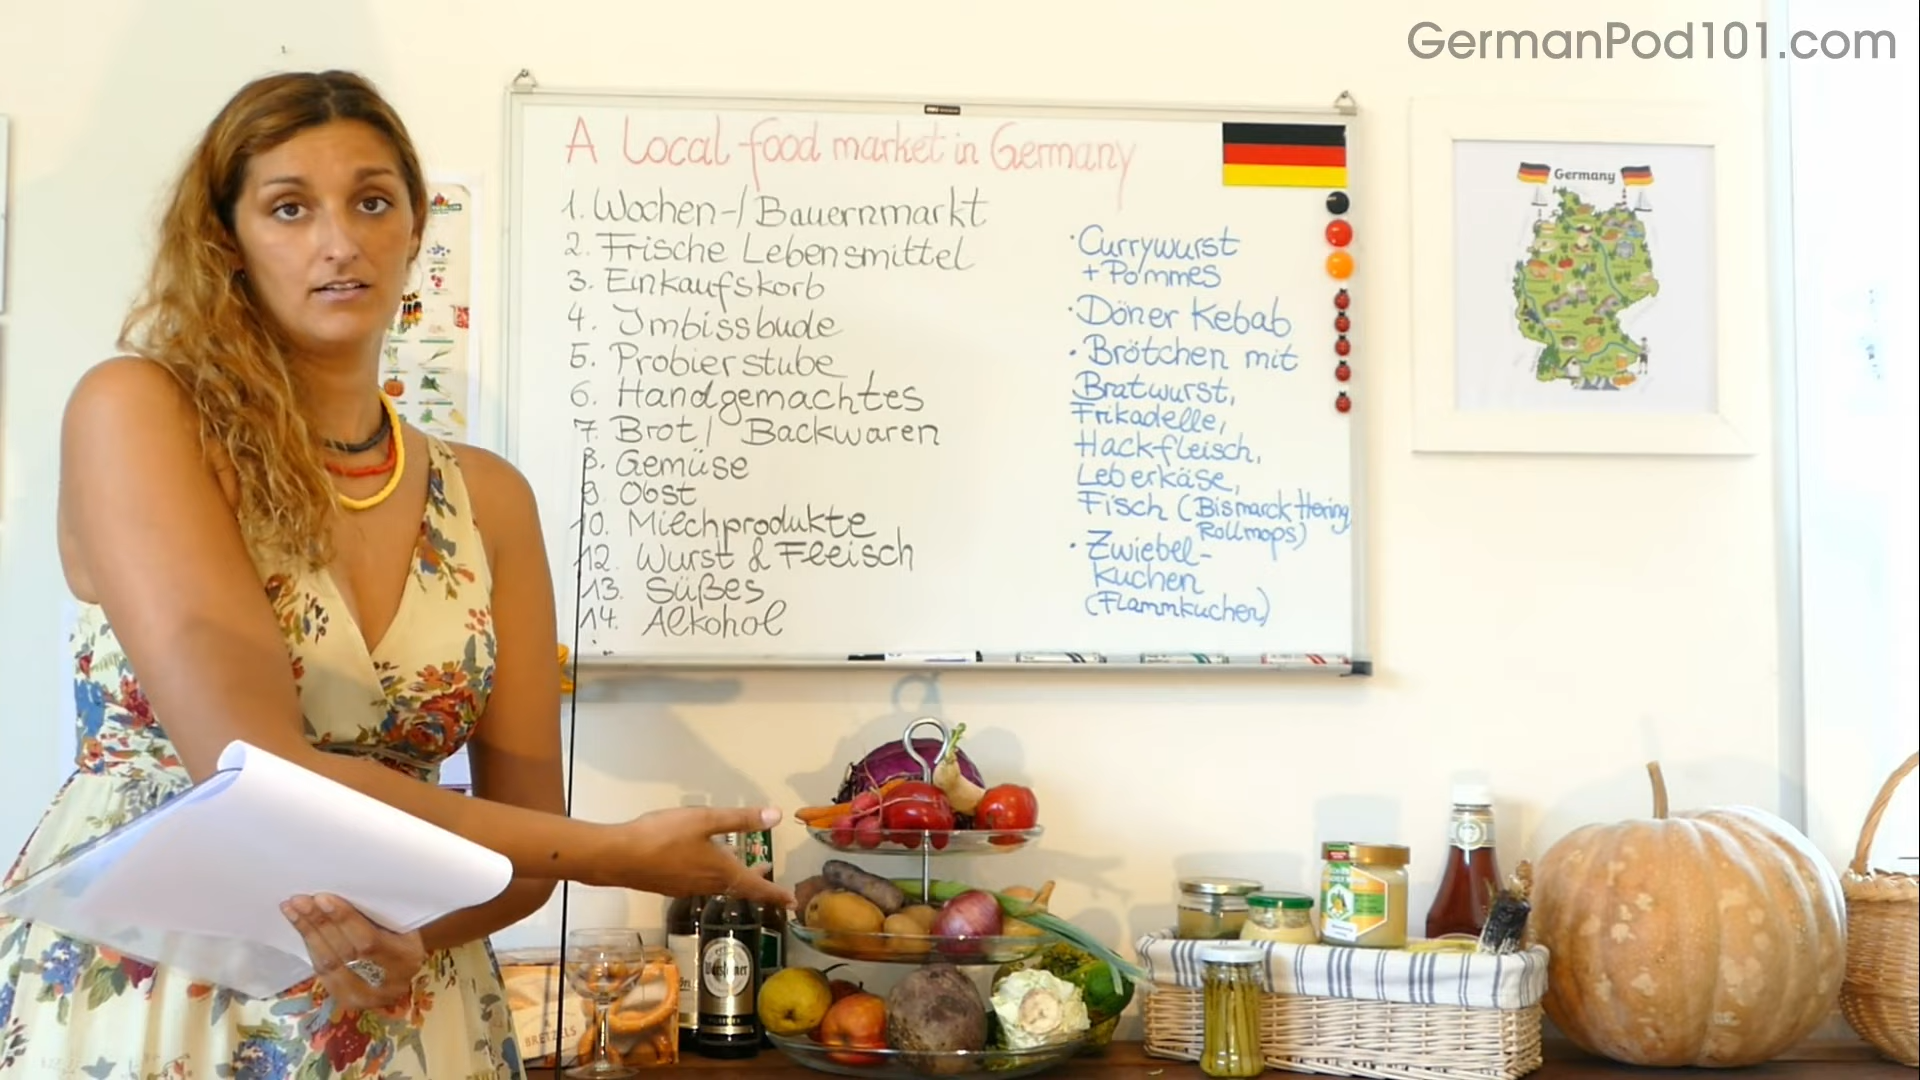 GermanPod101.com
A Local food market in Germany
1. Wochen-/Bauernmarkt
2. Frische Lebensmittel
3. Einkaufskorb
4. Imbissbude
5. Probierstube
6. Handgemachtes
7. Brot/ Backwaren
8. Gemüse
9. Obst
10. Milchprodukte
12. Wurst & Fleisch
13. Süßes
14. Alkohol
·Currywurst
+Pommes
·Döner Kebab
·Brötchen mit
Bratwurst,
Frikadelle,
Hackfleisch,
Leberkäse,
Fisch (Bismarck Hering,
Rollmops)
·Zwiebel-
kuchen
(Flammkuchen)
Germany
BRETZELS